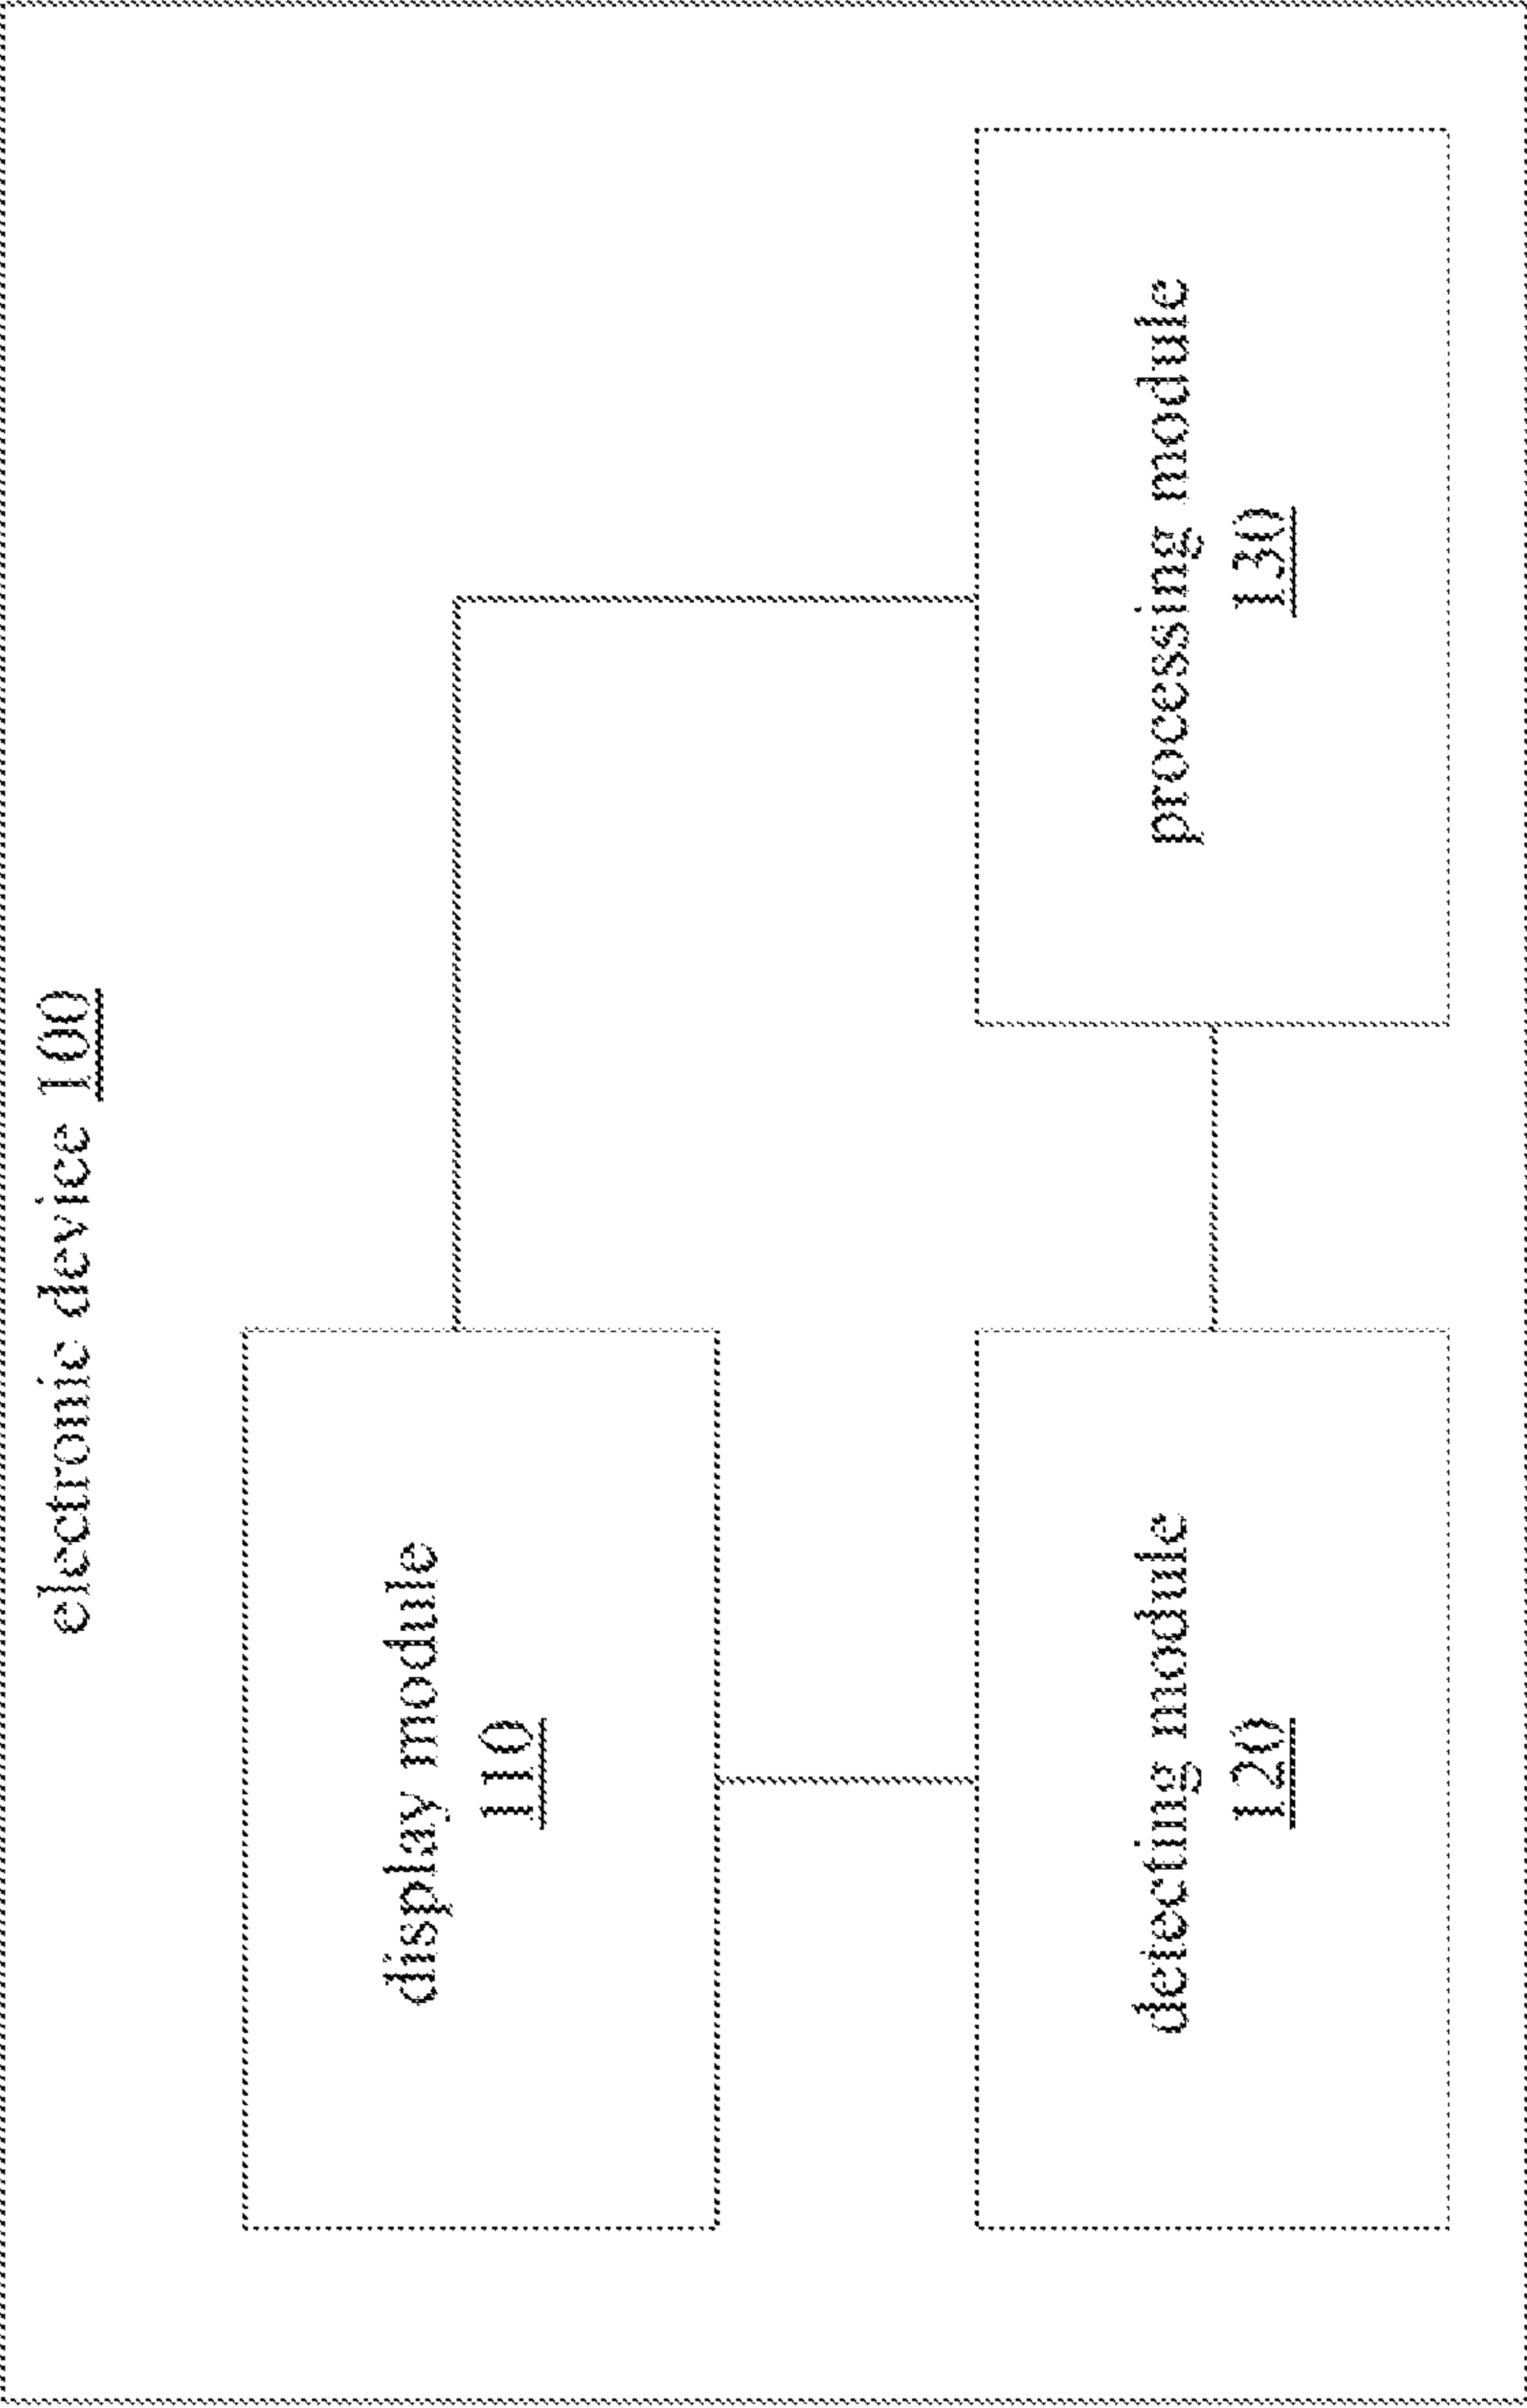 electronic device 100
display module
110
detecting module
120
processing module
130